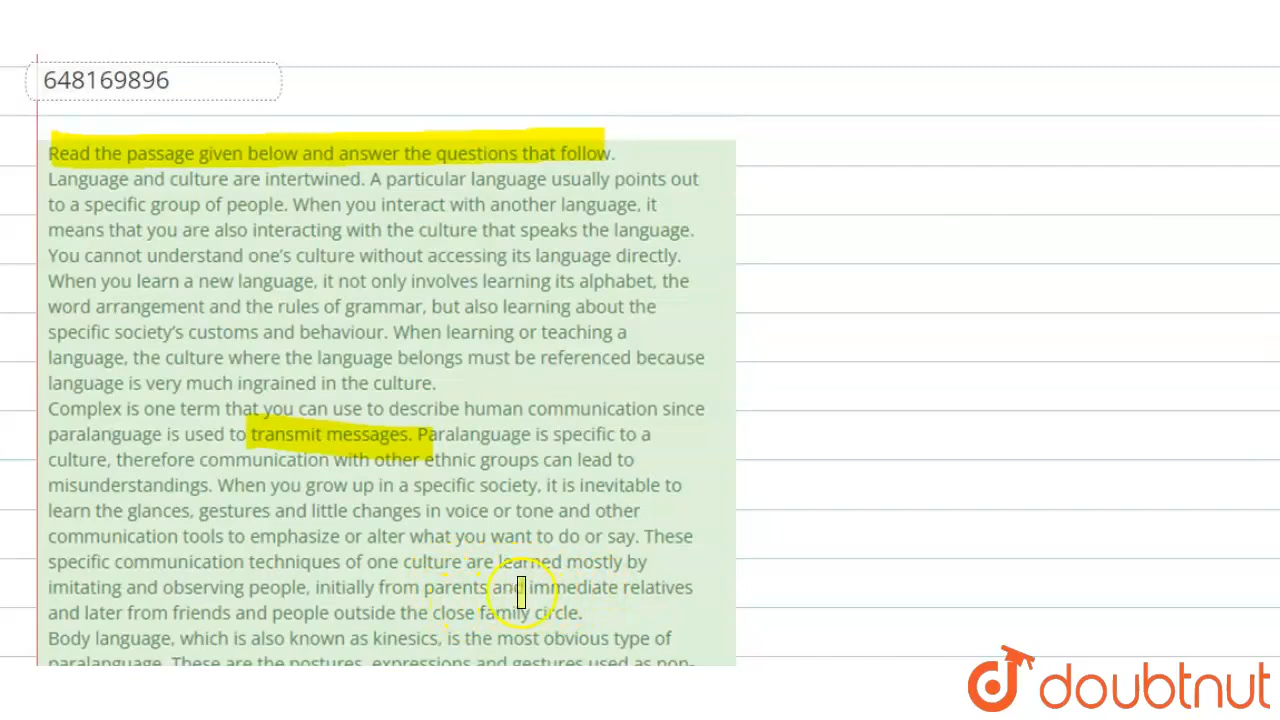 648169896
Read the passage given below and answer the questions that follow.
Language and culture are intertwined. A particular language usually points out
to a specific group of people. When you interact with another language, it
means that you are also interacting with the culture that speaks the language.
You cannot understand one's culture without accessing its language directly.
When you learn a new language, it not only involves learning its alphabet, the
word arrangement and the rules of grammar, but also learning about the
specific society's customs and behaviour. When learning or teaching a
language, the culture where the language belongs must be referenced because
language is very much ingrained in the culture.
Complex is one term that you can use to describe human communication since
paralanguage is used to transmit messages. Paralanguage is specific to a
culture, therefore communication with other ethnic groups can lead to
misunderstandings. When you grow up in a specific society, it is inevitable to
learn the glances, gestures and little changes in voice or tone and other
communication tools to emphasize or alter what you want to do or say. These
specific communication techniques of one culture are learned mostly by
imitating and observing people, initially from parents and immediate relatives
and later from friends and people outside the close family circle.
Body language, which is also known as kinesics, is the most obvious type of
paralanguage. These are the postures, expressions and gestures used as non-
doubtnut